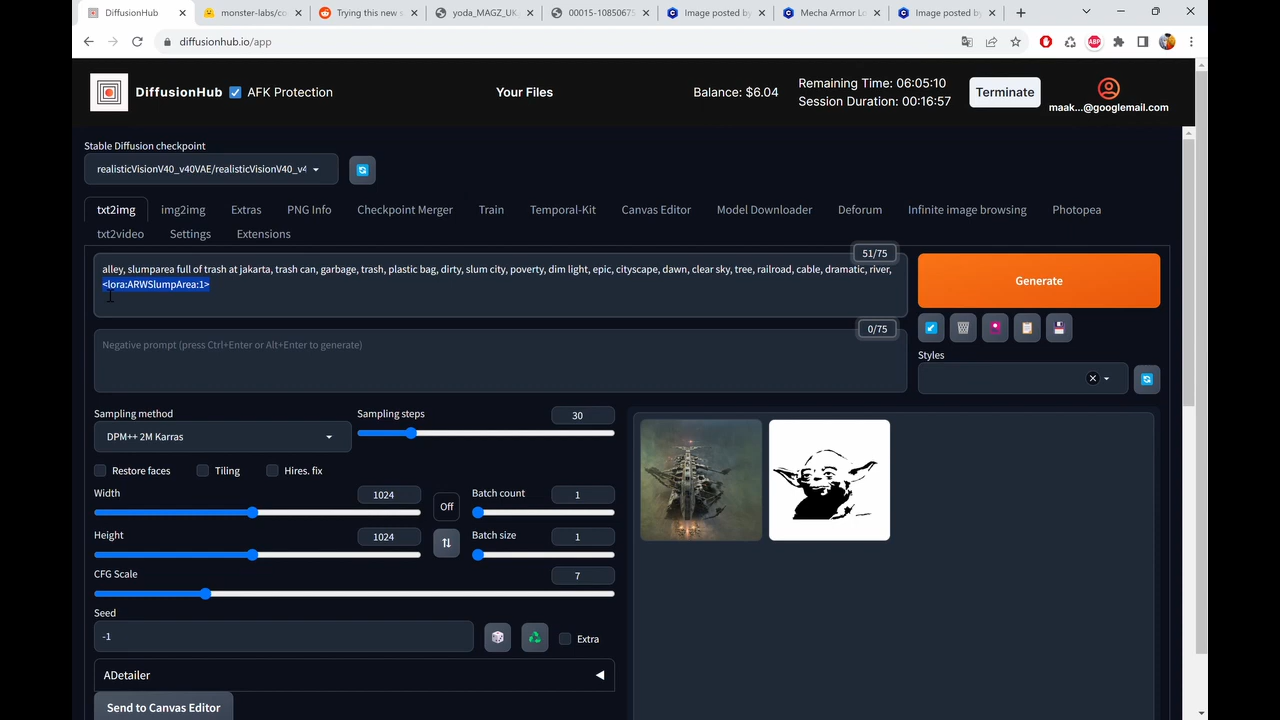 DiffusionHub
monster-labs/co
Trying this new s
yoda_MAGZ_U
00015-10850675
Image posted by
Mecha Armor Lo
Image posted by
diffusionhub.io/app
ABP
DiffusionHub
AFK Protection
Your Files
Balance: $6.04
Remaining Time: 06:05:10
Session Duration: 00:16:57
Terminate
maak...@googlemail.com
Stable Diffusion checkpoint
realisticVisionV40_v40VAE/realisticVisionV40_v4
txt2img
img2img
Extras
PNG Info
Checkpoint Merger
Train
Temporal-Kit
Canvas Editor
Model Downloader
Deforum
Infinite image browsing
Photopea
txt2video
Settings
Extensions
51/75
alley, slumparea full of trash at jakarta, trash can, garbage, trash, plastic bag, dirty, slum city, poverty, dim light, epic, cityscape, dawn, clear sky, tree, railroad, cable, dramatic, river,
<lora:ARWSlumpArea:1>
Generate
0/75
Negative prompt (press Ctrl+Enter or Alt+Enter to generate)
Styles
Sampling method
DPM++ 2M Karras
Sampling steps
30
Restore faces
Tiling
Hires. fix
Width
1024
Off
Batch count
1
Height
1024
Batch size
1
CFG Scale
7
Seed
-1
Extra
ADetailer
Send to Canvas Editor